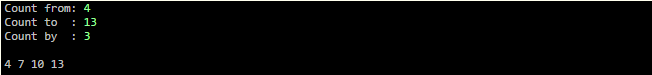 Count from: 4
Count to  : 13
Count by  : 3

4 7 10 13